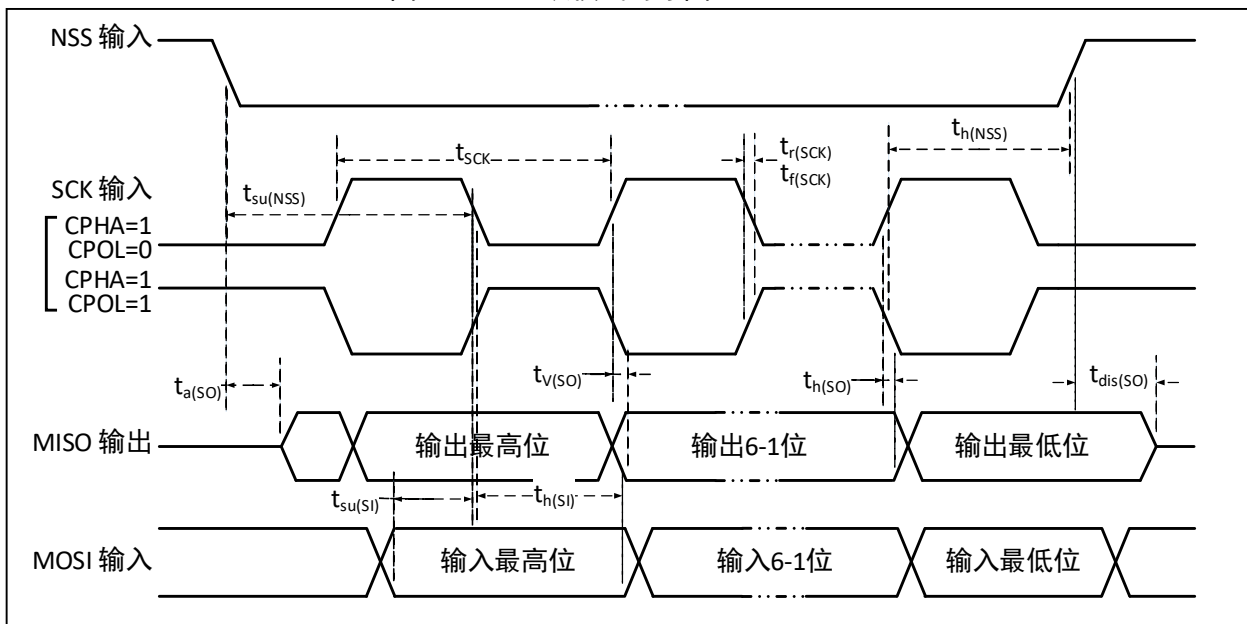 NSS 输入
tSCK
th(NSS)
tr(SCK)
tf(SCK)
SCK 输入
tsu(NSS)
CPHA=1
CPOL=0
CPHA=1
CPOL=1
ta(SO)
tV(SO)
th(SO)
tdis(SO)
MISO 输出
输出最高位
输出6-1位
输出最低位
tsu(SI)
th(SI)
MOSI 输入
输入最高位
输入6-1位
输入最低位